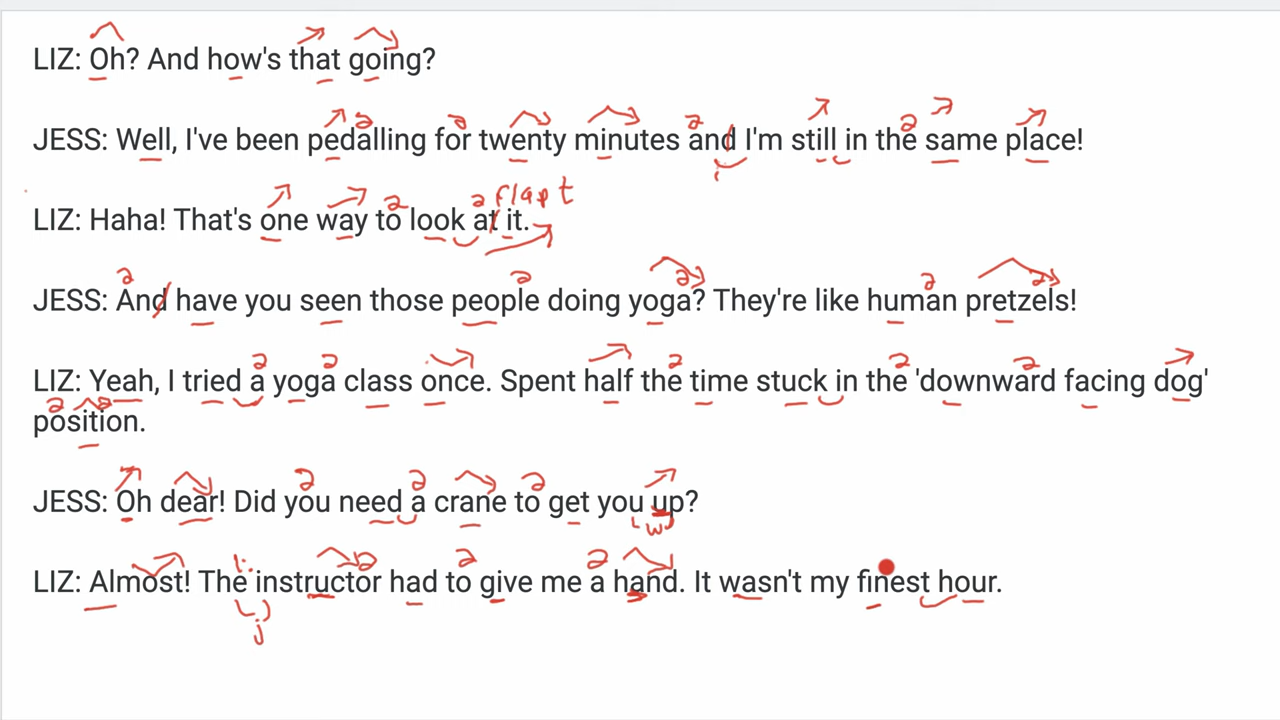 LIZ: Oh? And how's that going?
JESS: Well, I've been pedalling for twenty minutes and I'm still in the same place!
flap t
LIZ: Haha! That's one way to look at it.
JESS: And have you seen those people doing yoga? They're like human pretzels!
LIZ: Yeah, I tried a yoga class once. Spent half the time stuck in the 'downward facing dog'
position.
JESS: Oh dear! Did you need a crane to get you up?
w
LIZ: Almost! The instructor had to give me a hand. It wasn't my finest hour.
j